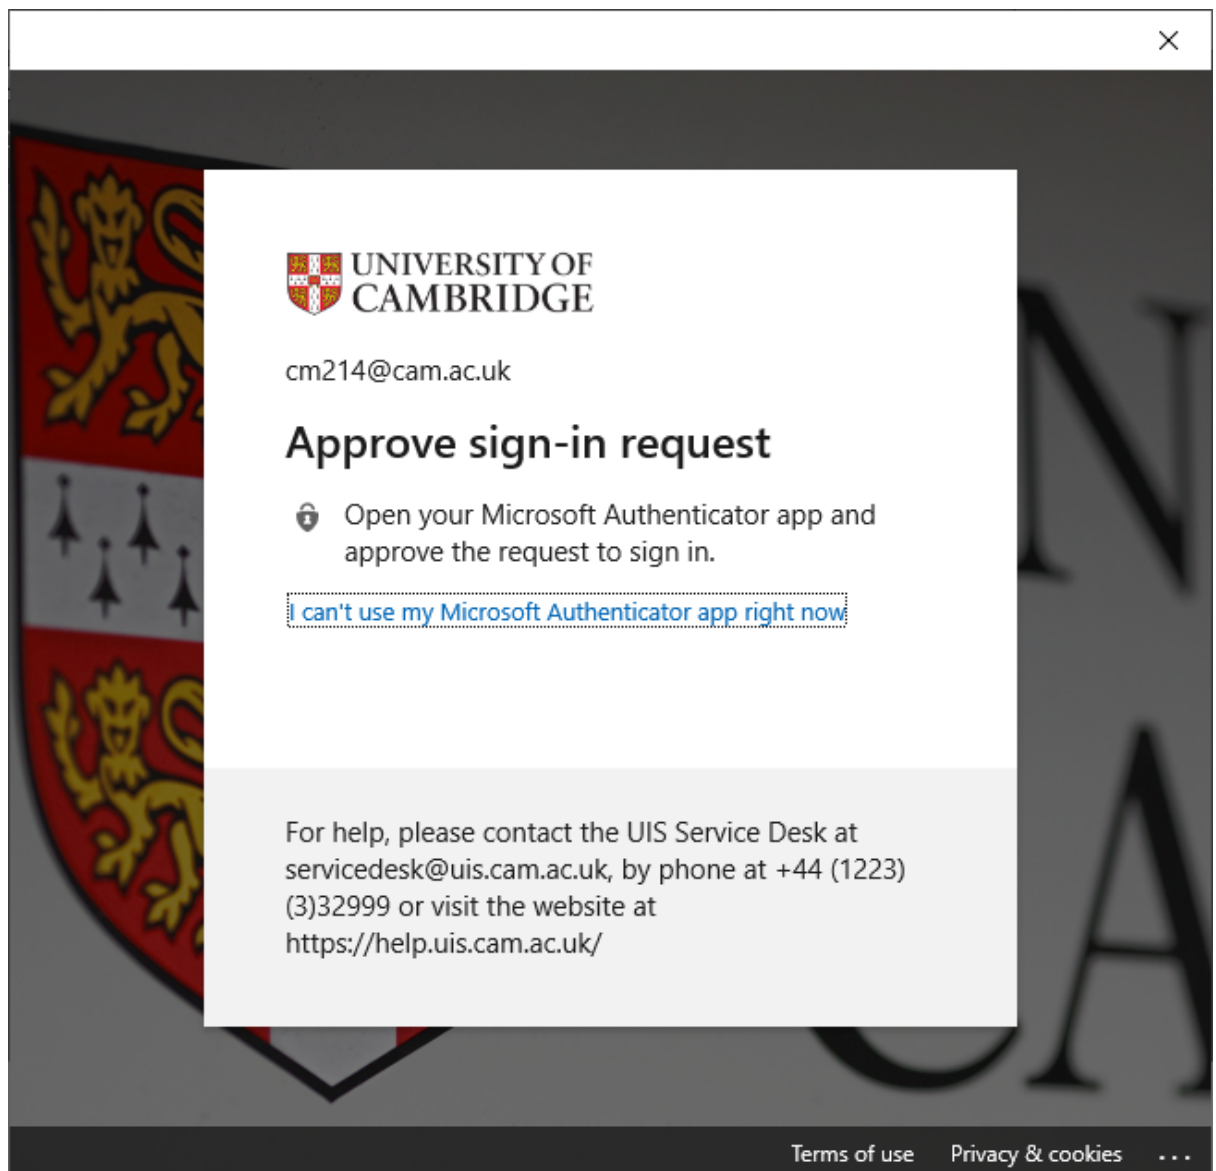 UNIVERSITY OF
CAMBRIDGE
cm214@cam.ac.uk
Approve sign-in request
Open your Microsoft Authenticator app and
approve the request to sign in.
I can't use my Microsoft Authenticator app right now
For help, please contact the UIS Service Desk at
servicedesk@uis.cam.ac.uk, by phone at +44 (1223)
(3)32999 or visit the website at
https://help.uis.cam.ac.uk/
N
CA
Terms of use Privacy & cookies ...